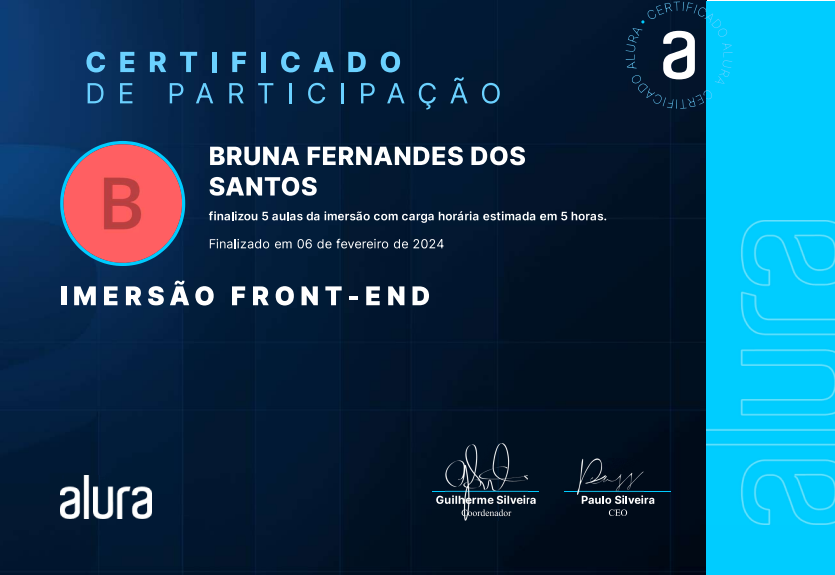 CERTIFICADO
DE PARTICIPAÇÃO
CERTIFICADO ALURA • CERTIFICADO ALURA •
a
B
BRUNA FERNANDES DOS
SANTOS
finalizou 5 aulas da imersão com carga horária estimada em 5 horas.
Finalizado em 06 de fevereiro de 2024
IMERSÃO FRONT-END
alura
Guilherme Silveira
Coordenador
Paulo Silveira
CEO
alura